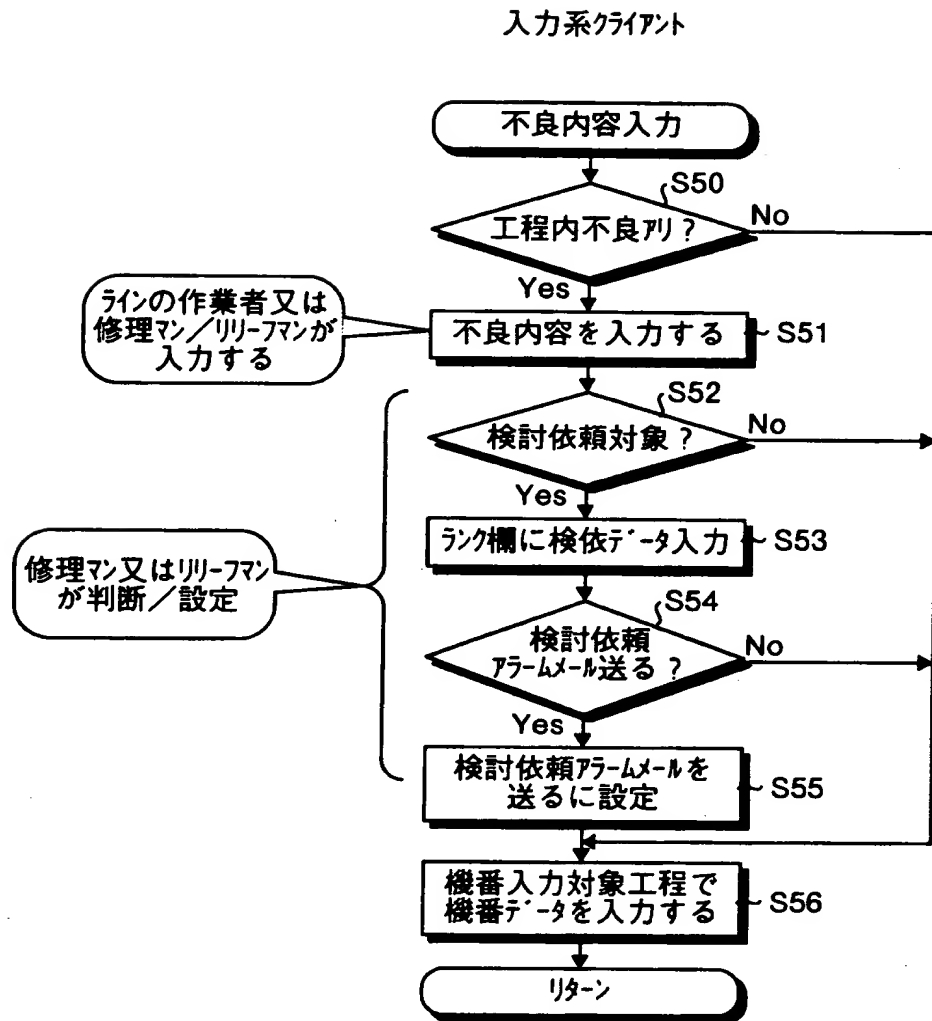 入力系クライアント
不良内容入力
S50
工程内不良アリ？
No
Yes
ラインの作業者又は
修理マン／リリーフマンが
入力する
不良内容を入力する
S51
S52
検討依頼対象？
No
Yes
ランク欄に検依データ入力
S53
修理マン又はリリーフマン
が判断／設定
S54
検討依頼
アラームメール送る？
No
Yes
検討依頼アラームメールを
送るに設定
S55
機番入力対象工程で
機番データを入力する
S56
リターン